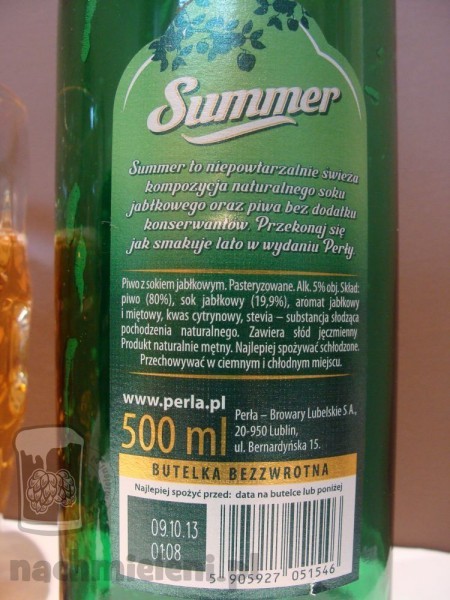 Summer
Summer to niepowtarzalnie świeża
kompozycja naturalnego soku
jabłkowego oraz piwa bez dodatku
konserwantów. Przekonaj się
jak smakuje lato w wydaniu Perły.
Piwo z sokiem jabłkowym. Pasteryzowane. Alk. 5% obj. Skład:
piwo (80%), sok jabłkowy (19,9%), aromat jabłkowy
i miętowy, kwas cytrynowy, stevia – substancja słodząca
pochodzenia naturalnego. Zawiera słód jęczmienny
Produkt naturalnie mętny. Najlepiej spożywać schłodzone.
Przechowywać w ciemnym i chłodnym miejscu.
www.perla.pl
500 ml
Perła – Browary Lubelskie S.A.,
20-950 Lublin,
ul. Bernardyńska 15.
BUTELKA BEZZWROTNA
Najlepiej spożyć przed: data na butelce lub poniżej
09.10.13
01:08
5 905927 051546
nachmieleni.pl